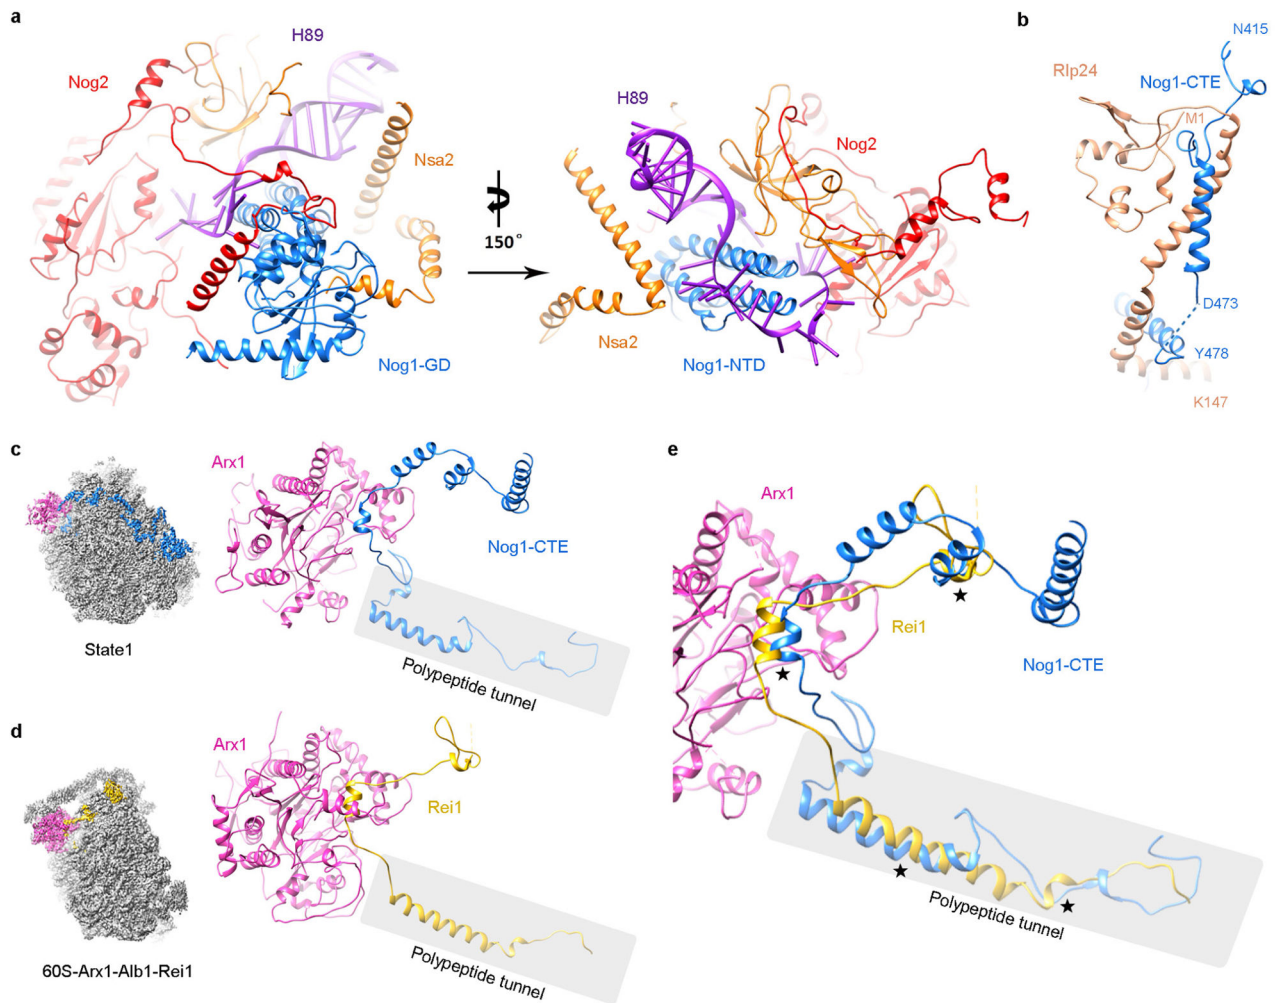 a
H89
Nog2
Nsa2
Nog1-GD
150°
H89
Nog2
Nsa2
Nog1-NTD
b
N415
Rlp24
Nog1-CTE
M1
D473
Y478
K147
c
Arx1
Nog1-CTE
State1
Polypeptide tunnel
d
Arx1
Rei1
60S-Arx1-Alb1-Rei1
Polypeptide tunnel
e
Arx1
Rei1
Nog1-CTE
Polypeptide tunnel